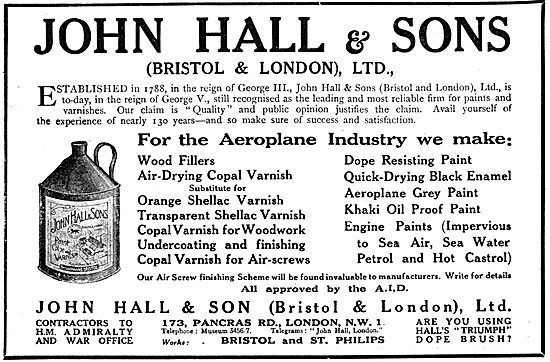 JOHN HALL & SONS
(BRISTOL & LONDON), LTD.,
ESTABLISHED in 1788, in the reign of George III., John Hall & Sons (Bristol and London), Ltd., is
to-day, in the reign of George V., still recognised as the leading and most reliable firm for paints and
varnishes. Our claim is "Quality" and public opinion justifies the claim. Avail yourself of
the experience of nearly 130 years—and so make sure of success and satisfaction.
For the Aeroplane Industry we make:
Wood Fillers
Air-Drying Copal Varnish
Substitute for
Orange Shellac Varnish
Transparent Shellac Varnish
Copal Varnish for Woodwork
Undercoating and finishing
Copal Varnish for Air-screws
Dope Resisting Paint
Quick-Drying Black Enamel
Aeroplane Grey Paint
Khaki Oil Proof Paint
Engine Paints (Impervious
to Sea Air, Sea Water
Petrol and Hot Castrol)
JOHN HALL & SONS
VARNISH
Our Air Screw finishing Scheme will be found invaluable to manufacturers. Write for details
All approved by the A.I.D.
JOHN HALL & SON (Bristol & London), Ltd.
CONTRACTORS TO
H.M. ADMIRALTY
AND WAR OFFICE
173, PANCRAS RD., LONDON, N.W. 1
Telephone: Museum 3456-7. Telegrams: "John Hall, London."
Works: . BRISTOL and ST. PHILIPS
ARE YOU USING
HALL'S "TRIUMPH"
DOPE BRUSH?